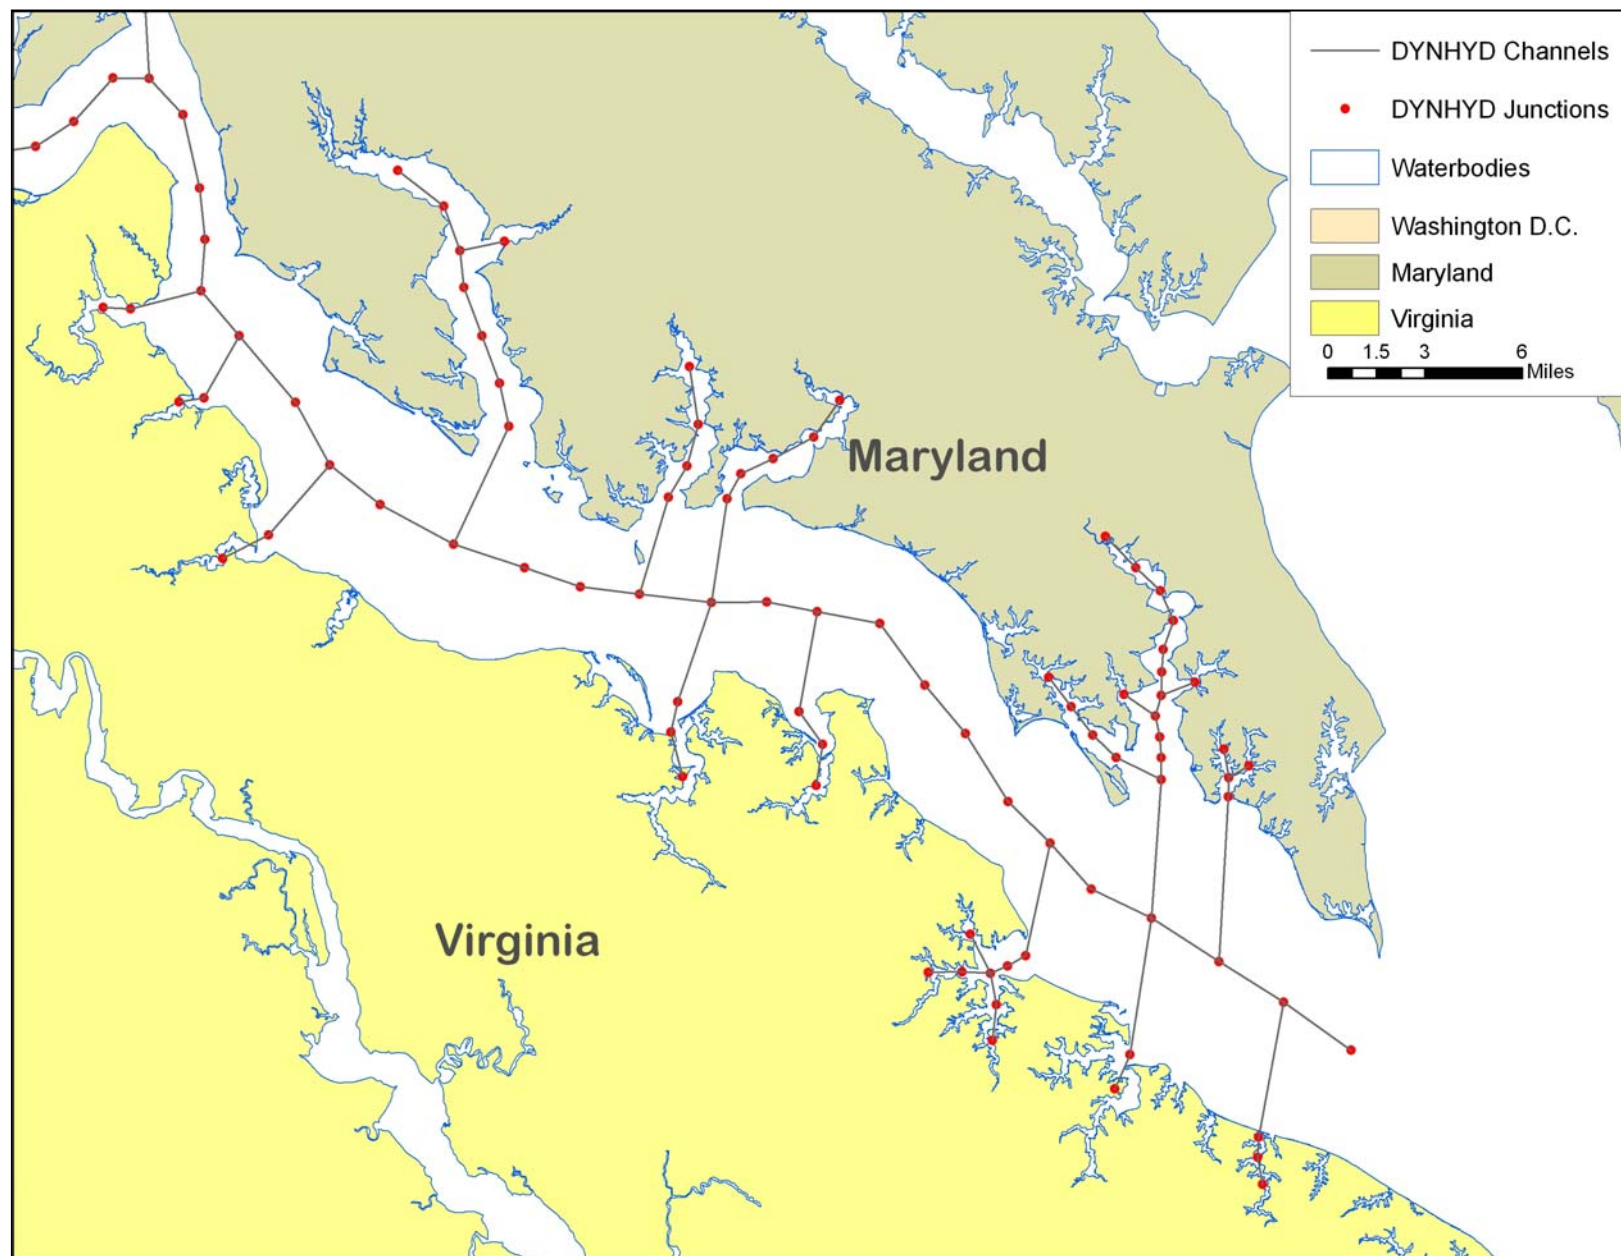 DYNHYD Channels
DYNHYD Junctions
Waterbodies
Washington D.C.
Maryland
Virginia
0 1.5 3 6
Miles
Maryland
Virginia